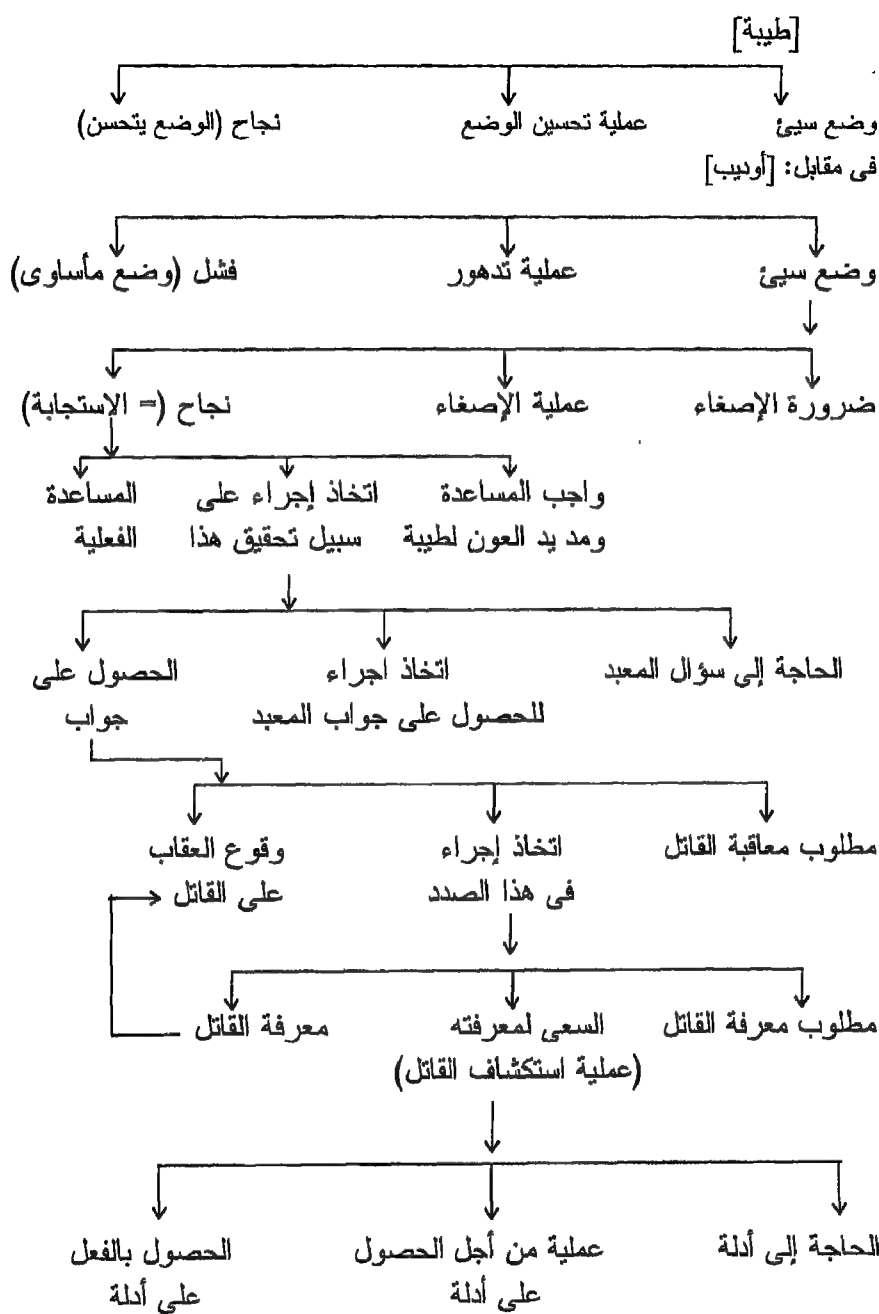 [طيبة]
وضع سيئ عملية تحسين الوضع نجاح (الوضع يتحسن)
فى مقابل: [أوديب]
وضع سيئ عملية تدهور فشل (وضع مأساوى)
ضرورة الإصغاء عملية الإصغاء نجاح (= الإستجابة)
واجب المساعدة اتخاذ إجراء على المساعدة
ومد يد العون لطيبة سبيل تحقيق هذا الفعلية
الحاجة إلى سؤال المعبد اتخاذ اجراء الحصول على
للحصول على جواب المعبد جواب
مطلوب معاقبة القاتل اتخاذ إجراء وقوع العقاب
فى هذا الصدد على القاتل
مطلوب معرفة القاتل السعى لمعرفته معرفة القاتل
(عملية استكشاف القاتل)
الحاجة إلى أدلة عملية من أجل الحصول الحصول بالفعل
على أدلة على أدلة